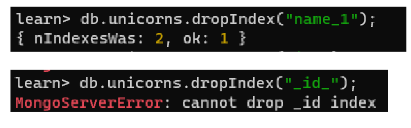 learn> db.unicorns.dropIndex("name_1");
{ nIndexesWas: 2, ok: 1 }
learn> db.unicorns.dropIndex("_id_");
MongoServerError: cannot drop _id index